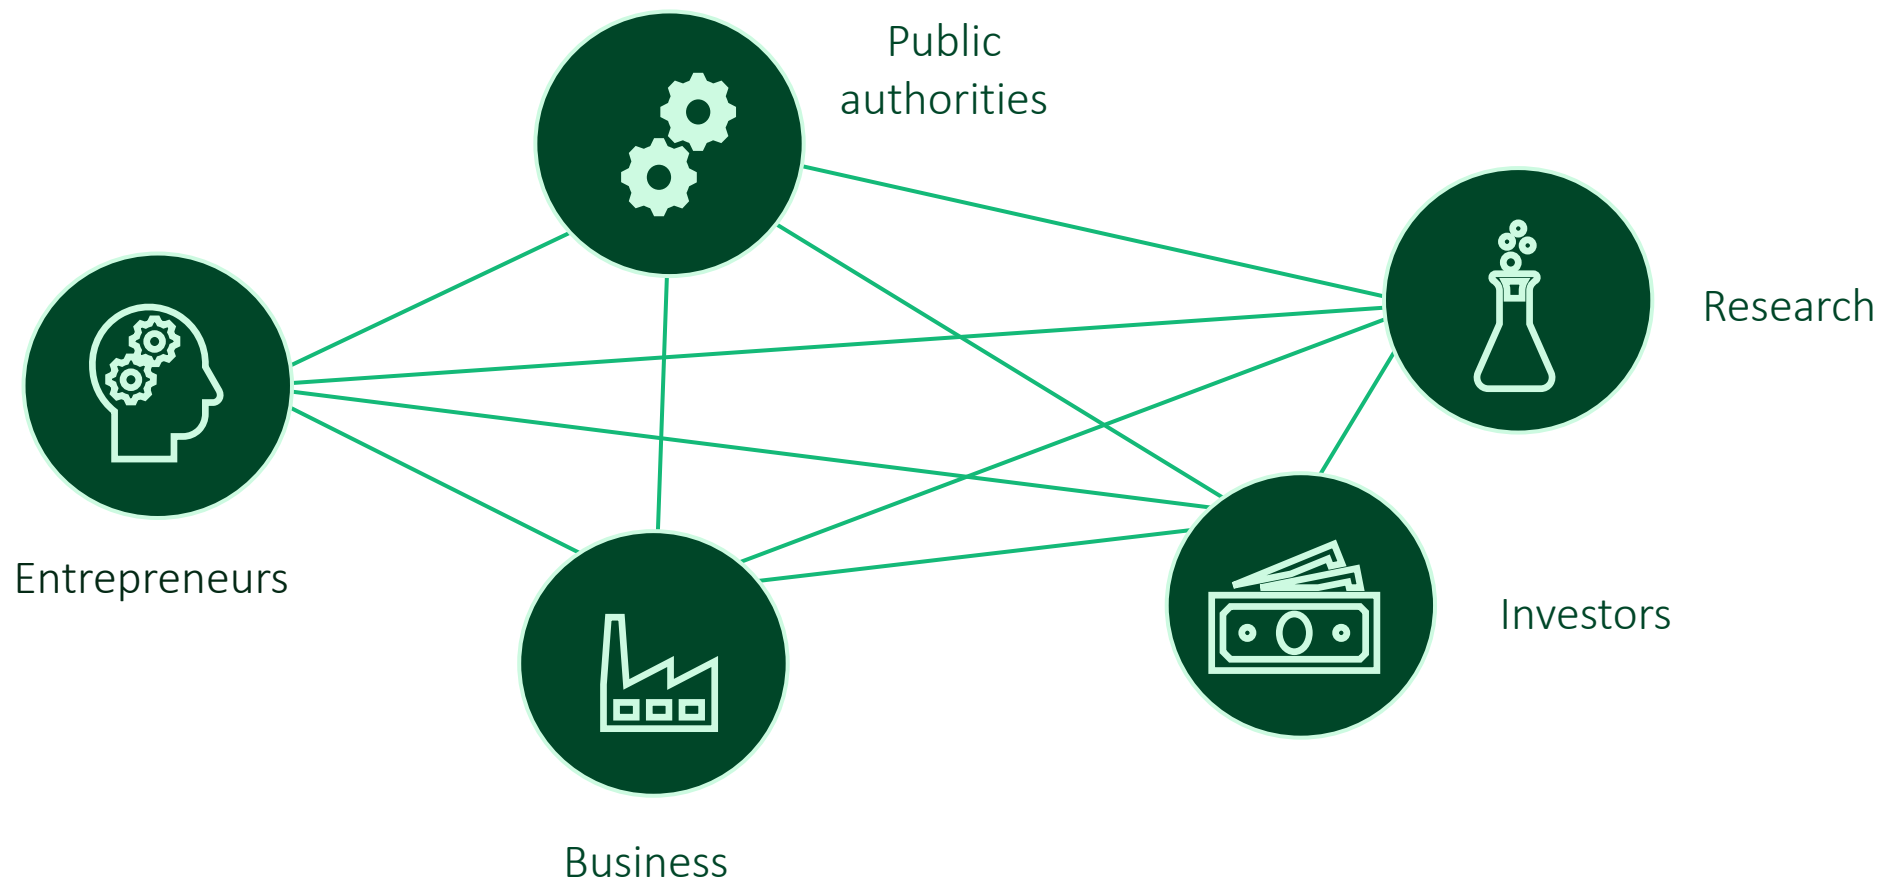 Public
authorities
Research
Entrepreneurs
Investors
Business